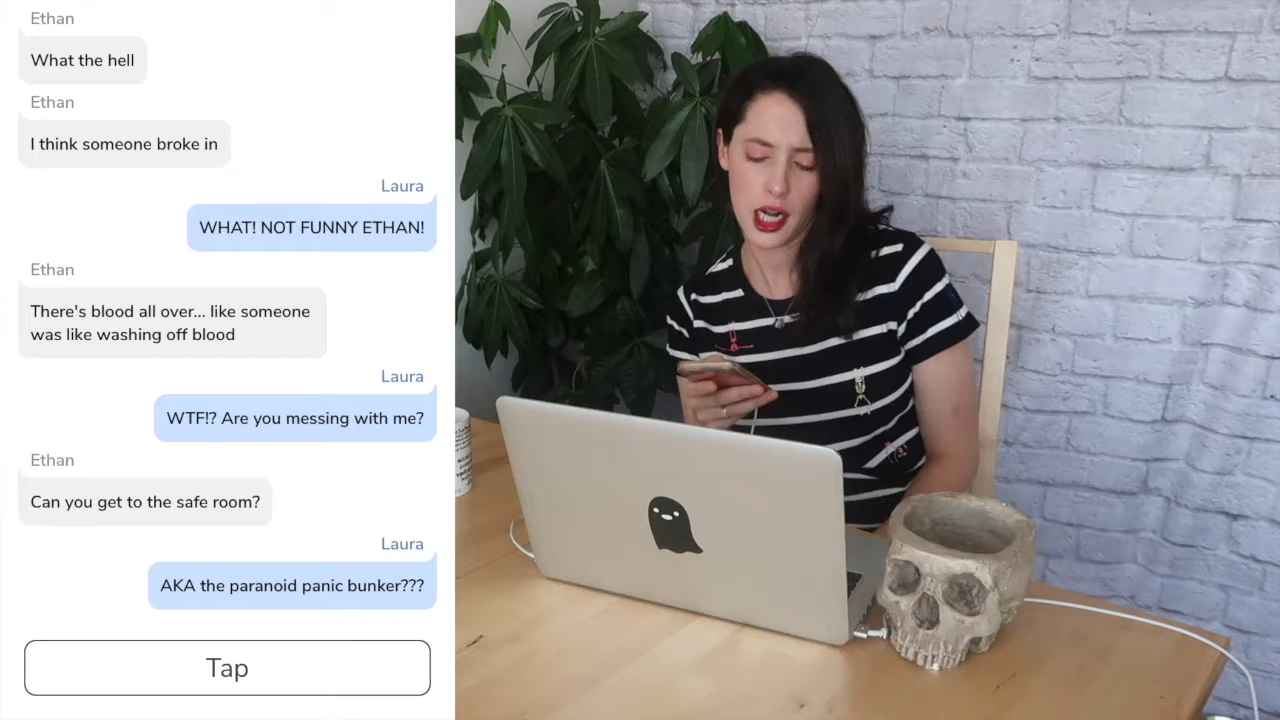 Ethan
What the hell
Ethan
I think someone broke in
Laura
WHAT! NOT FUNNY ETHAN!
Ethan
There's blood all over... like someone
was like washing off blood
Laura
WTF!? Are you messing with me?
Ethan
Can you get to the safe room?
Laura
AKA the paranoid panic bunker???
Tap